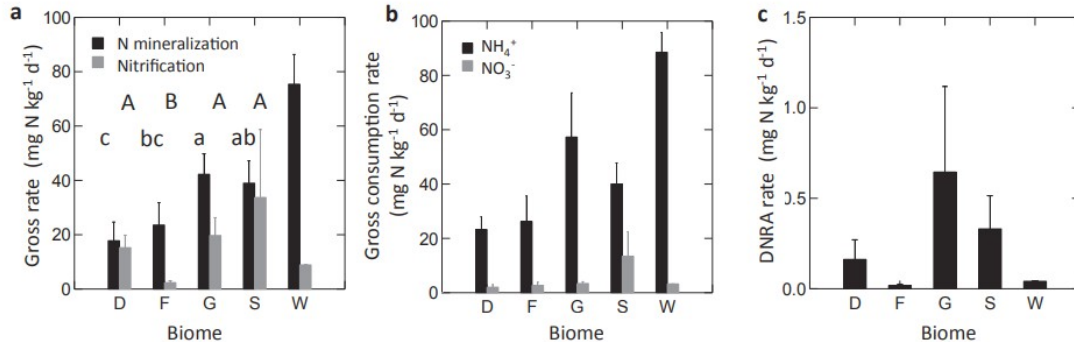 a
Gross rate (mg N kg⁻¹ d⁻¹)
100
80
60
40
20
0
N mineralization
Nitrification
A B A A
c bc a ab
D F G S W
Biome
b
Gross consumption rate
(mg N kg⁻¹ d⁻¹)
100
80
60
40
20
0
NH₄⁺
NO₃⁻
D F G S W
Biome
c
DNRA rate (mg N kg⁻¹ d⁻¹)
1.5
1.0
0.5
0.0
D F G S W
Biome